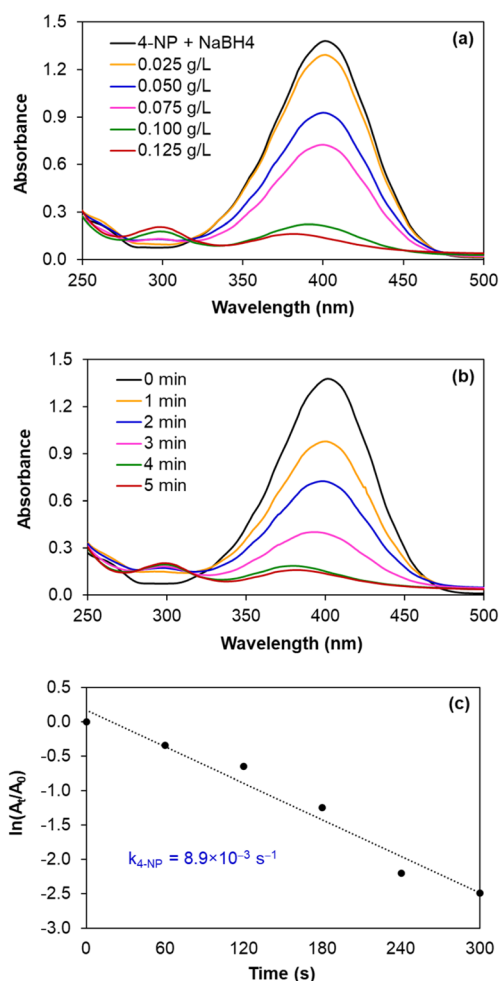 (a)
4-NP + NaBH4
0.025 g/L
0.050 g/L
0.075 g/L
0.100 g/L
0.125 g/L
Absorbance
1.5
1.2
0.9
0.6
0.3
0.0
250 300 350 400 450 500
Wavelength (nm)
(b)
0 min
1 min
2 min
3 min
4 min
5 min
Absorbance
1.5
1.2
0.9
0.6
0.3
0.0
250 300 350 400 450 500
Wavelength (nm)
(c)
ln(Aₜ/A₀)
0.5
0.0
-0.5
-1.0
-1.5
-2.0
-2.5
-3.0
k₄₋NP = 8.9×10⁻³ s⁻¹
0 60 120 180 240 300
Time (s)